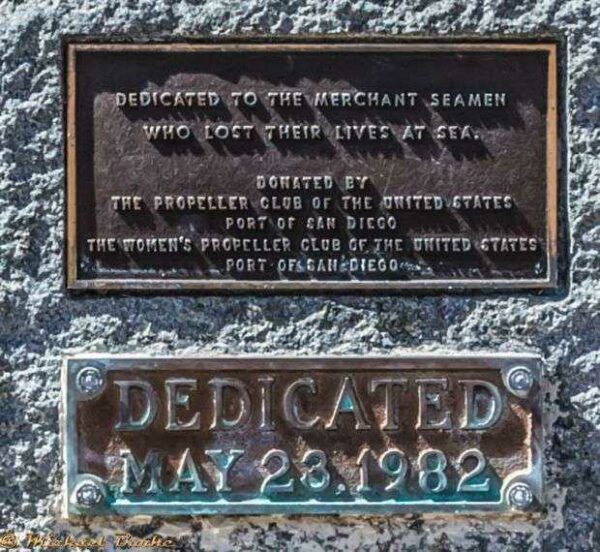 DEDICATED TO THE MERCHANT SEAMEN
WHO LOST THEIR LIVES AT SEA.
DONATED BY
THE PROPELLER CLUB OF THE UNITED STATES
PORT OF SAN DIEGO
THE WOMEN'S PROPELLER CLUB OF THE UNITED STATES
PORT OF SAN DIEGO
DEDICATED
MAY 23, 1982
© Michael